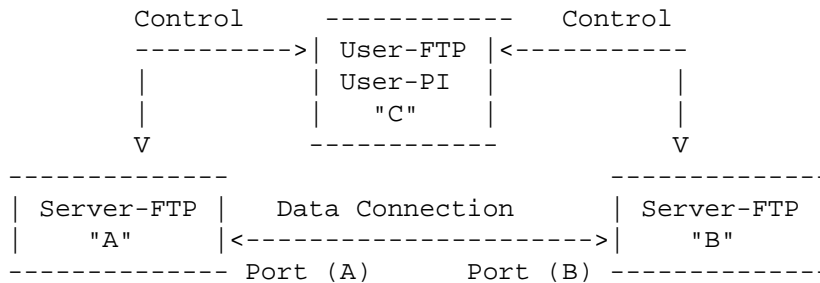 Control     ------------   Control
---------->| User-FTP |<-----------
|          | User-PI  |           |
|          |   "C"    |           |
V          ------------           V
--------------                        --------------
| Server-FTP |   Data Connection      | Server-FTP
|    "A"     |<---------------------->|    "B"
-------------- Port (A)      Port (B) --------------